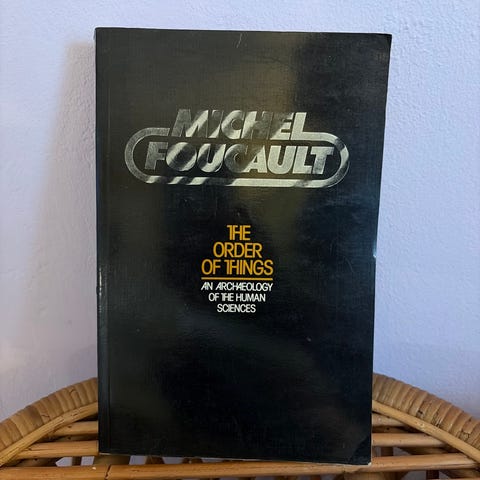 MICHEL
FOUCAULT
THE
ORDER
OF THINGS
AN ARCHAEOLOGY
OF THE HUMAN
SCIENCES